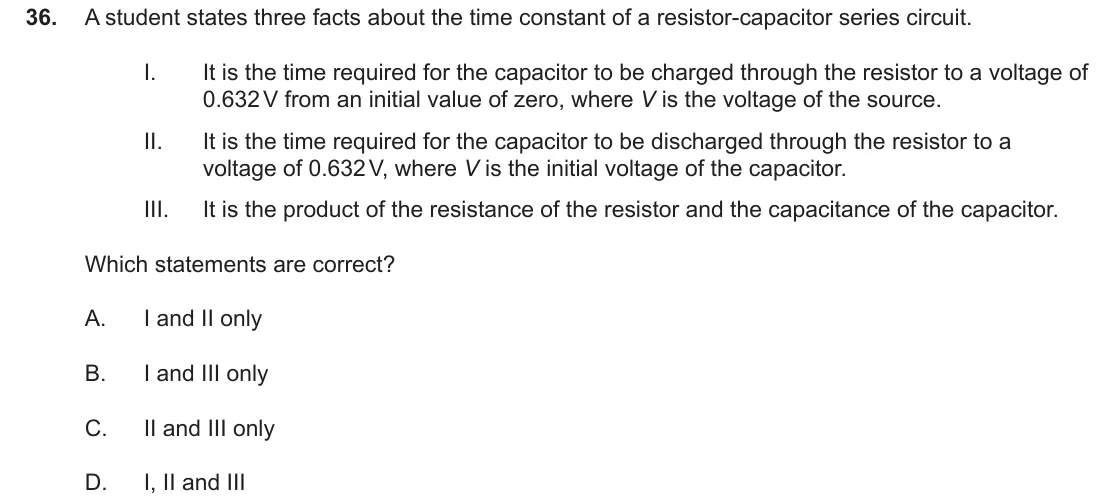 36. A student states three facts about the time constant of a resistor-capacitor series circuit.
I. It is the time required for the capacitor to be charged through the resistor to a voltage of
0.632 V from an initial value of zero, where V is the voltage of the source.
II. It is the time required for the capacitor to be discharged through the resistor to a
voltage of 0.632 V, where V is the initial voltage of the capacitor.
III. It is the product of the resistance of the resistor and the capacitance of the capacitor.
Which statements are correct?
A. I and II only
B. I and III only
C. II and III only
D. I, II and III